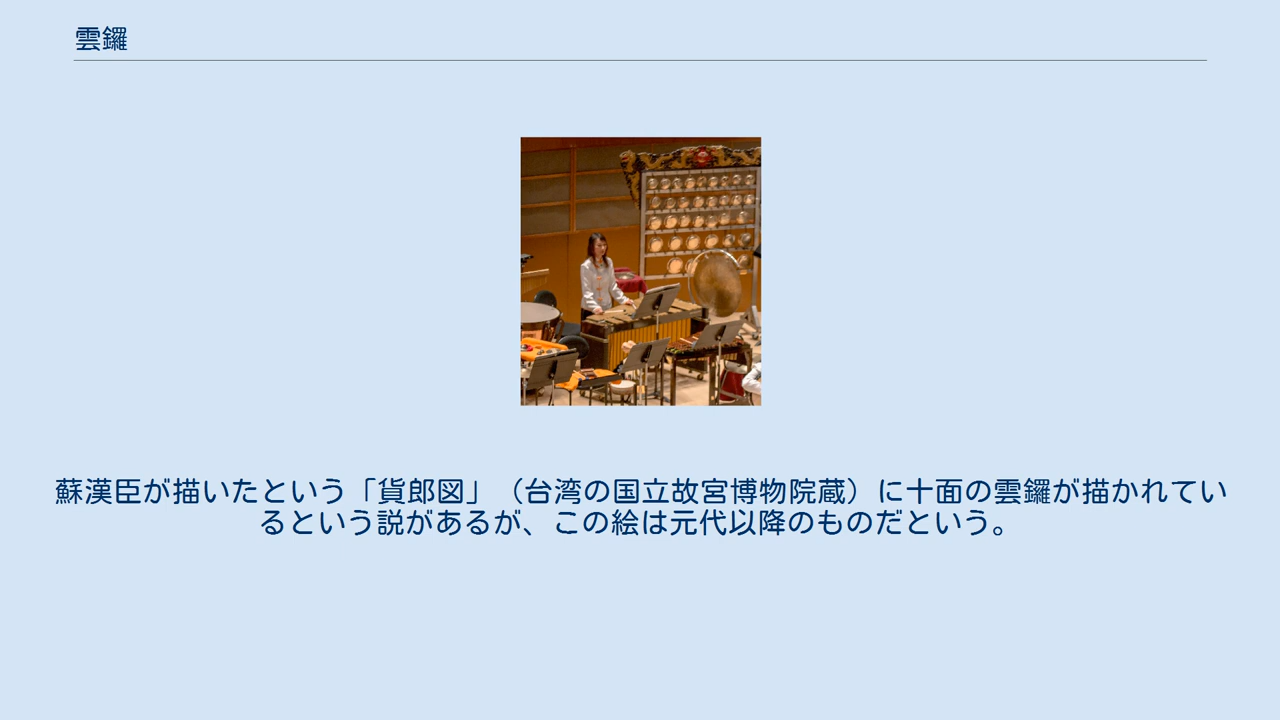 雲鑼
蘇漢臣が描いたという「貨郎図」（台湾の国立故宮博物院蔵）に十面の雲鑼が描かれてい
るという説があるが、この絵は元代以降のものだという。